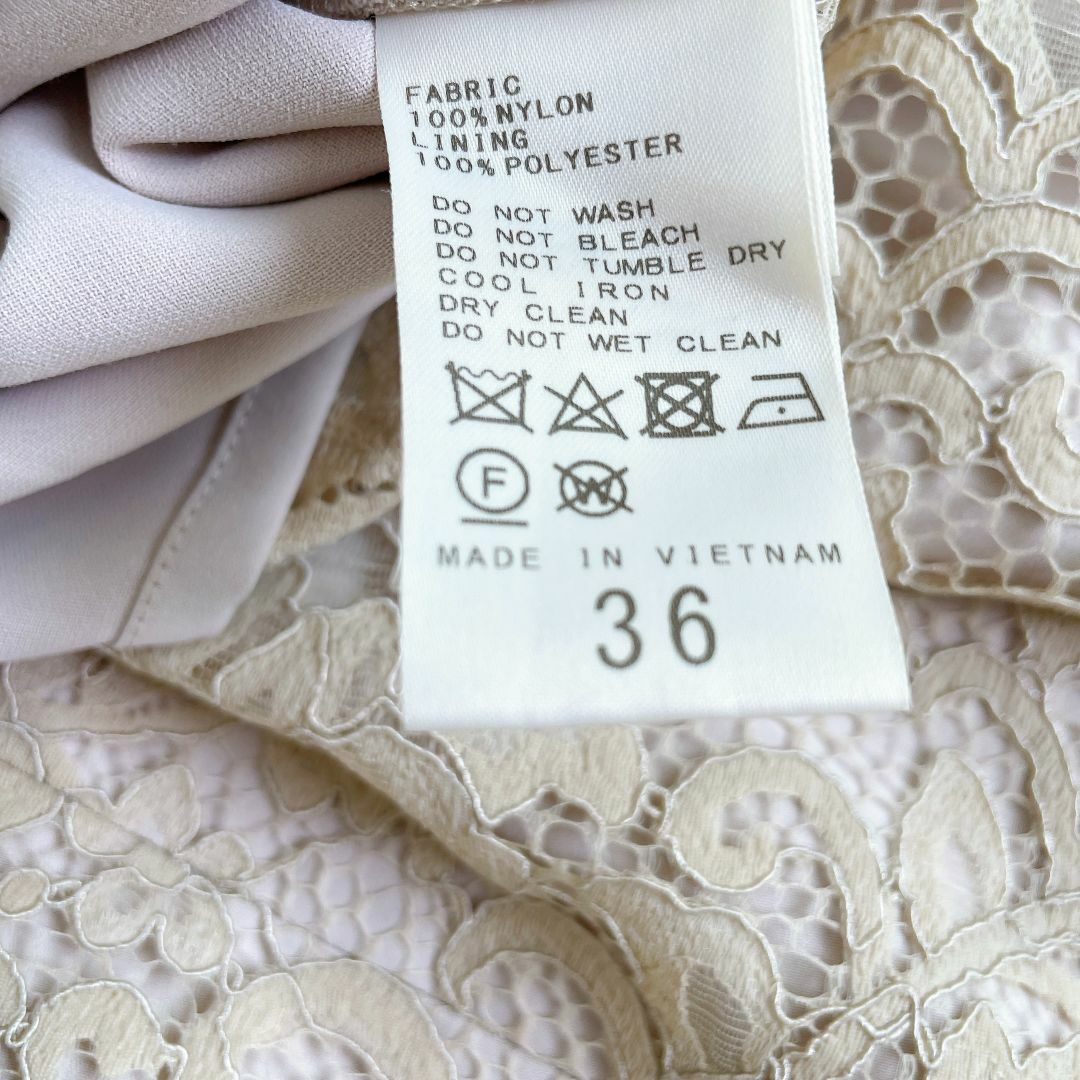 FABRIC
100% NYLON
LINING
100% POLYESTER
DO NOT WASH
DO NOT BLEACH
DO NOT TUMBLE DRY
COOL IRON
DRY CLEAN
DO NOT WET CLEAN
F W
MADE IN VIETNAM
36